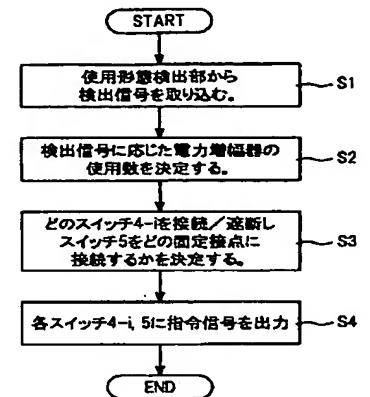 START
使用形態検出部から
検出信号を取り込む。
S1
検出信号に応じた電力増幅器の
使用数を決定する。
S2
どのスイッチ4-iを接続/遮断し
スイッチ5をどの固定接点に
接続するかを決定する。
S3
各スイッチ4-i, 5に指令信号を出力
S4
END